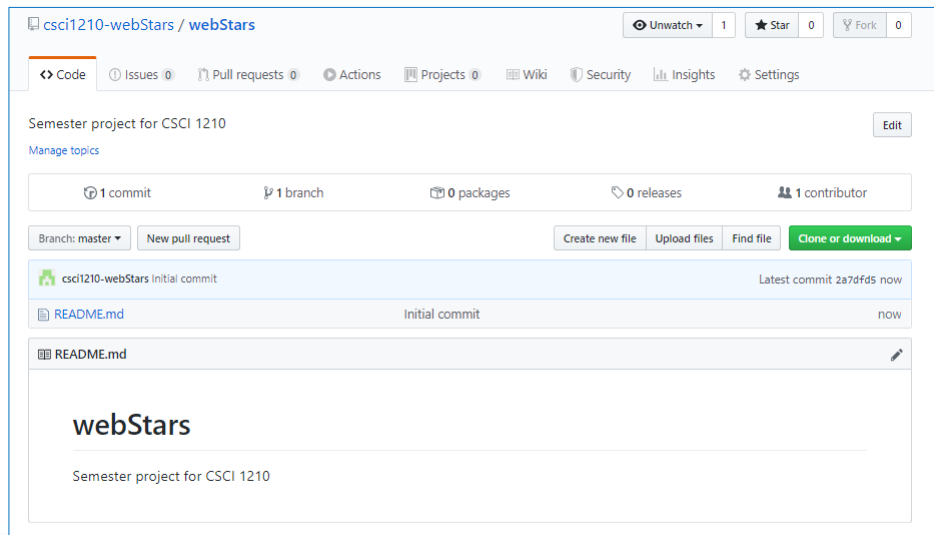 csci1210-webStars / webStars Unwatch 1 Star 0 Fork 0
Code Issues 0 Pull requests 0 Actions Projects 0 Wiki Security Insights Settings
Semester project for CSCI 1210 Edit
Manage topics
1 commit 1 branch 0 packages 0 releases 1 contributor
Branch: master New pull request Create new file Upload files Find file Clone or download
csci1210-webStars Initial commit Latest commit 2a7dfd5 now
README.md Initial commit now
README.md
webStars
Semester project for CSCI 1210